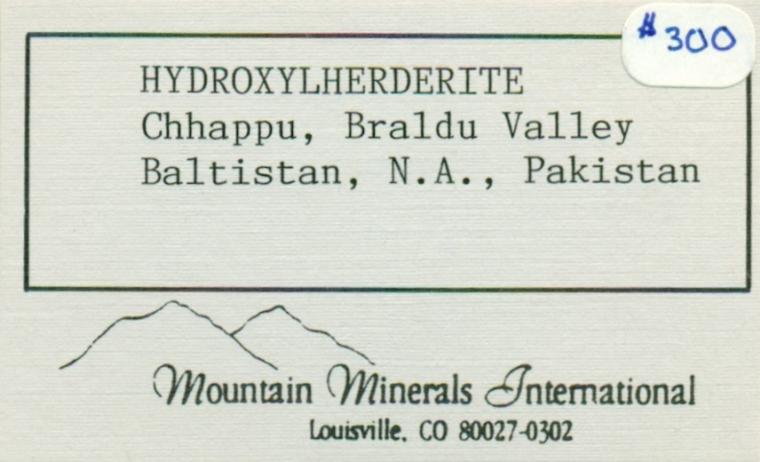 $300
HYDROXYLHERDERITE
Chhappu, Braldu Valley
Baltistan, N.A., Pakistan
Mountain Minerals International
Louisville, CO 80027-0302